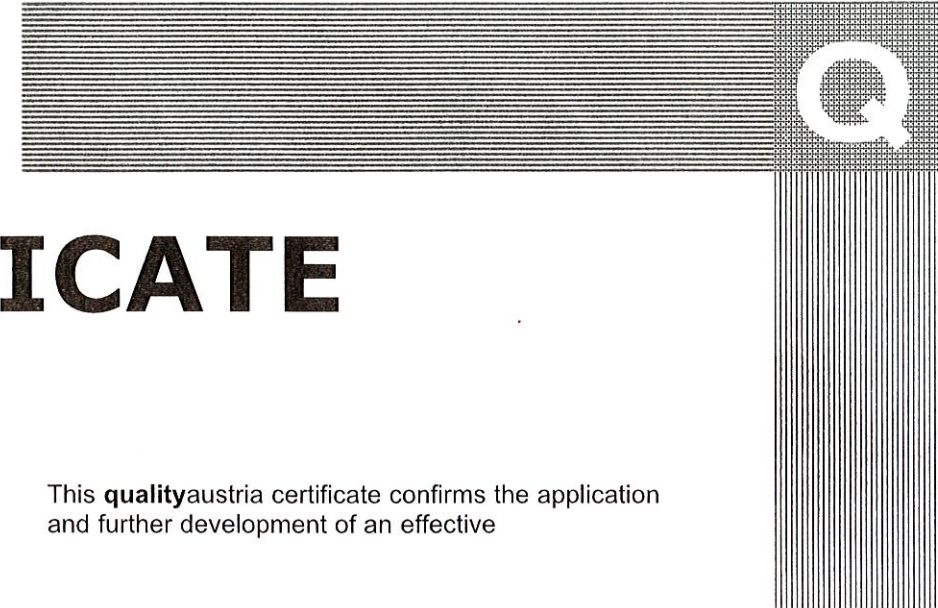 Q
ICATE
This qualityaustria certificate confirms the application
and further development of an effective